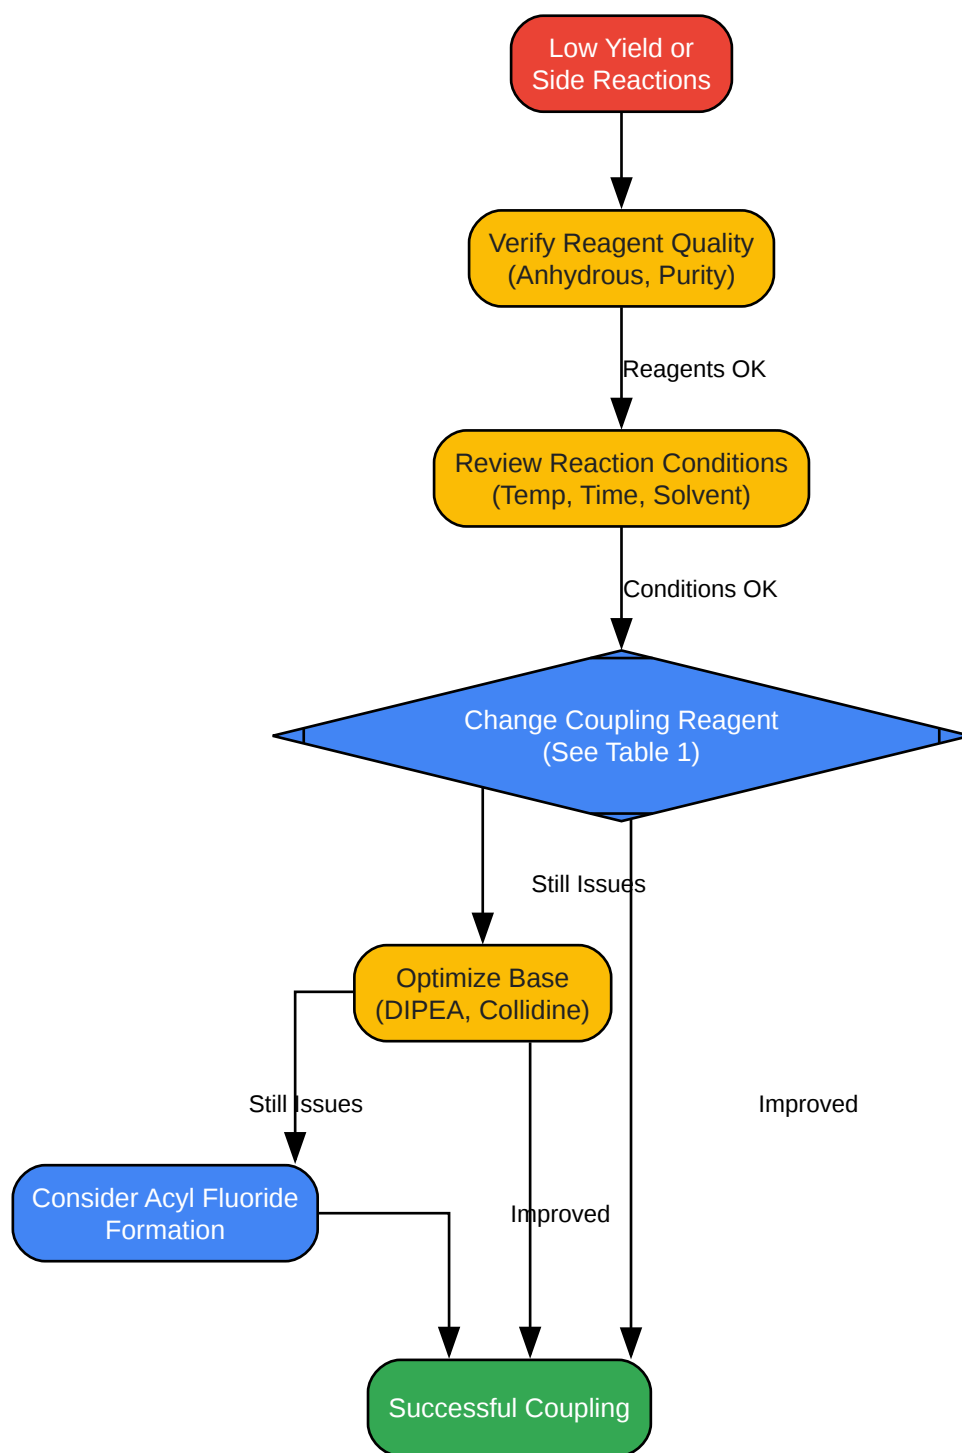 Low Yield or
Side Reactions
Verify Reagent Quality
(Anhydrous, Purity)
Reagents OK
Review Reaction Conditions
(Temp, Time, Solvent)
Conditions OK
Change Coupling Reagent
(See Table 1)
Still Issues
Optimize Base
(DIPEA, Collidine)
Still Issues
Improved
Consider Acyl Fluoride
Formation
Improved
Successful Coupling